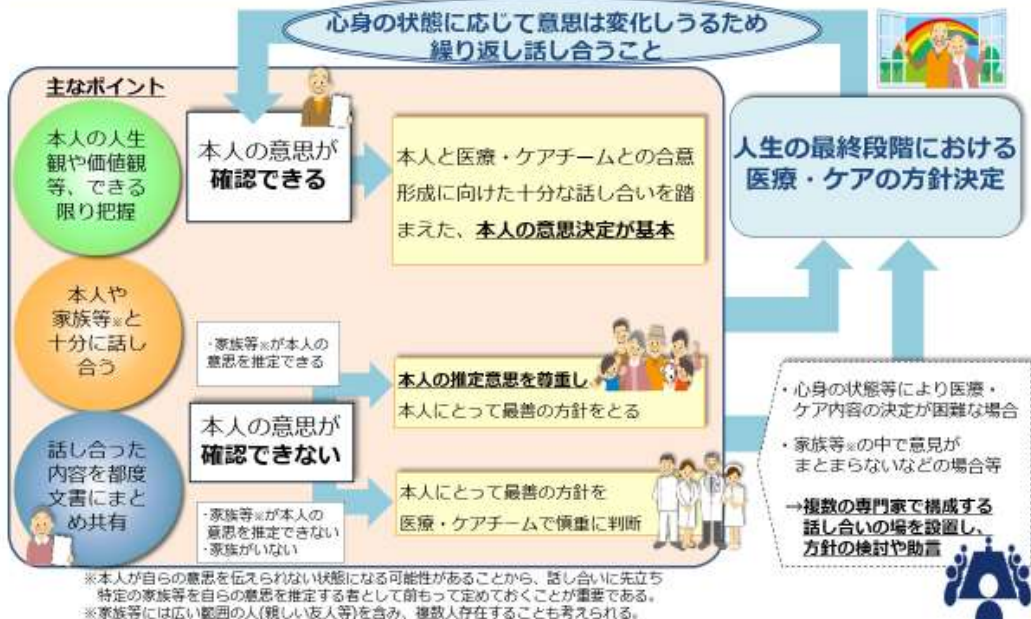 心身の状態に応じて意思は変化しうるため
繰り返し話し合うこと
主なポイント
本人の人生
観や価値観
等、できる
限り把握
本人や
家族等※と
十分に話し
合う
話し合った
内容を都度
文書にまと
め共有
本人の意思が
確認できる
本人と医療・ケアチームとの合意
形成に向けた十分な話し合いを踏
まえた、本人の意思決定が基本
・家族等※が本人の
意思を推定できる
本人の意思が
確認できない
・家族等※が本人の
意思を推定できない
・家族がいない
本人の推定意思を尊重し
本人にとって最善の方針をとる
本人にとって最善の方針を
医療・ケアチームで慎重に判断
人生の最終段階における
医療・ケアの方針決定
・心身の状態等により医療・
ケア内容の決定が困難な場合
・家族等※の中で意見が
まとまらないなどの場合等
→複数の専門家で構成する
話し合いの場を設置し、
方針の検討や助言
※本人が自らの意思を伝えられない状態になる可能性があることから、話し合いに先立ち
特定の家族等を自らの意思を推定する者として前もって定めておくことが重要である。
※家族等には広い範囲の人(親しい友人等)を含み、複数人存在することも考えられる。